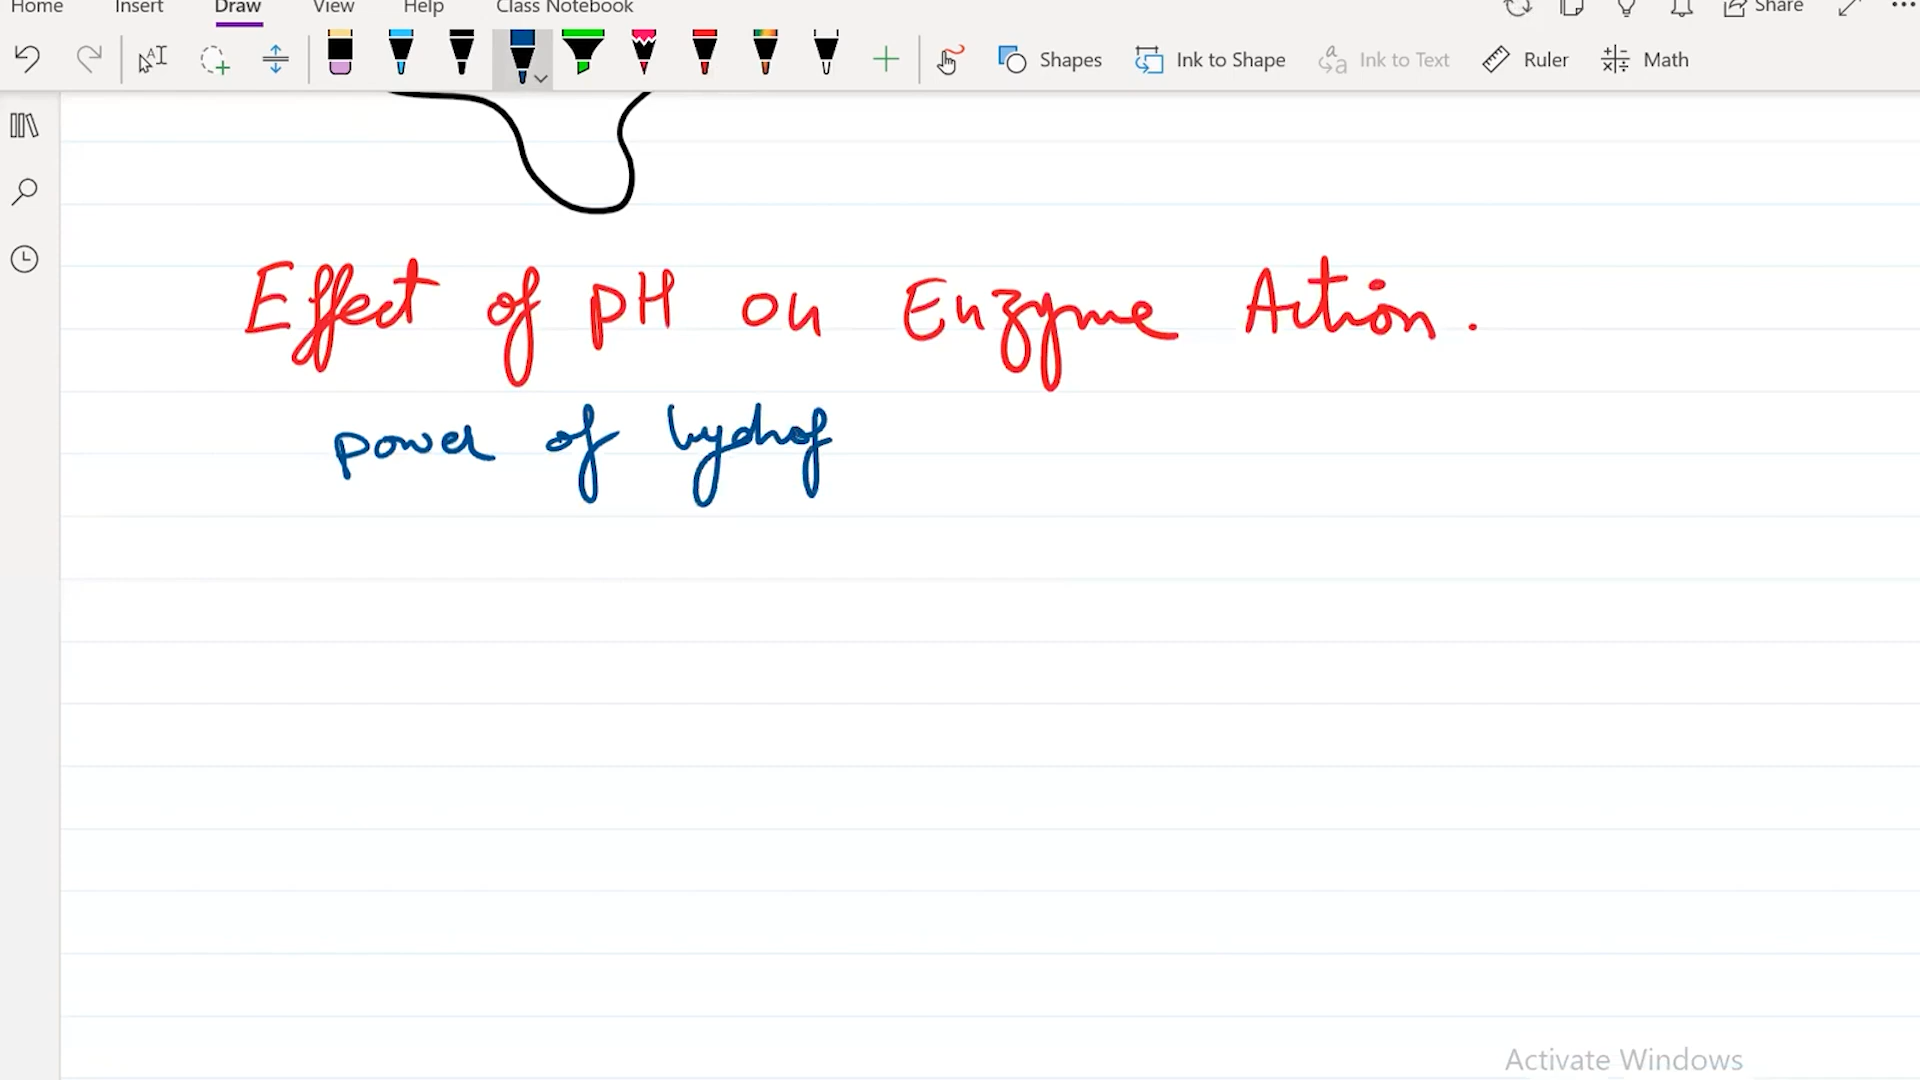 Home Insert Draw View Help Class Notebook Share
Shapes Ink to Shape Ink to Text Ruler Math
Effect of pH on Enzyme Action.
power of hydrog
Activate Windows